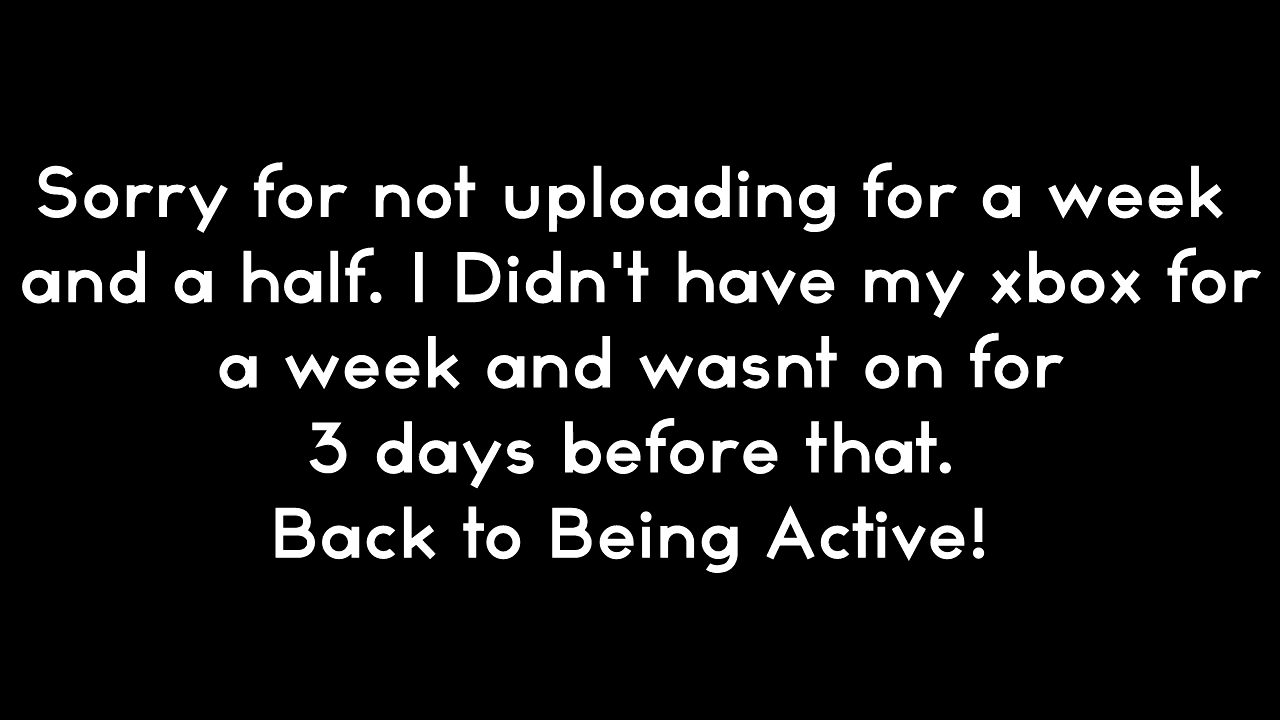 Sorry for not uploading for a week
and a half. I Didn't have my xbox for
a week and wasnt on for
3 days before that.
Back to Being Active!